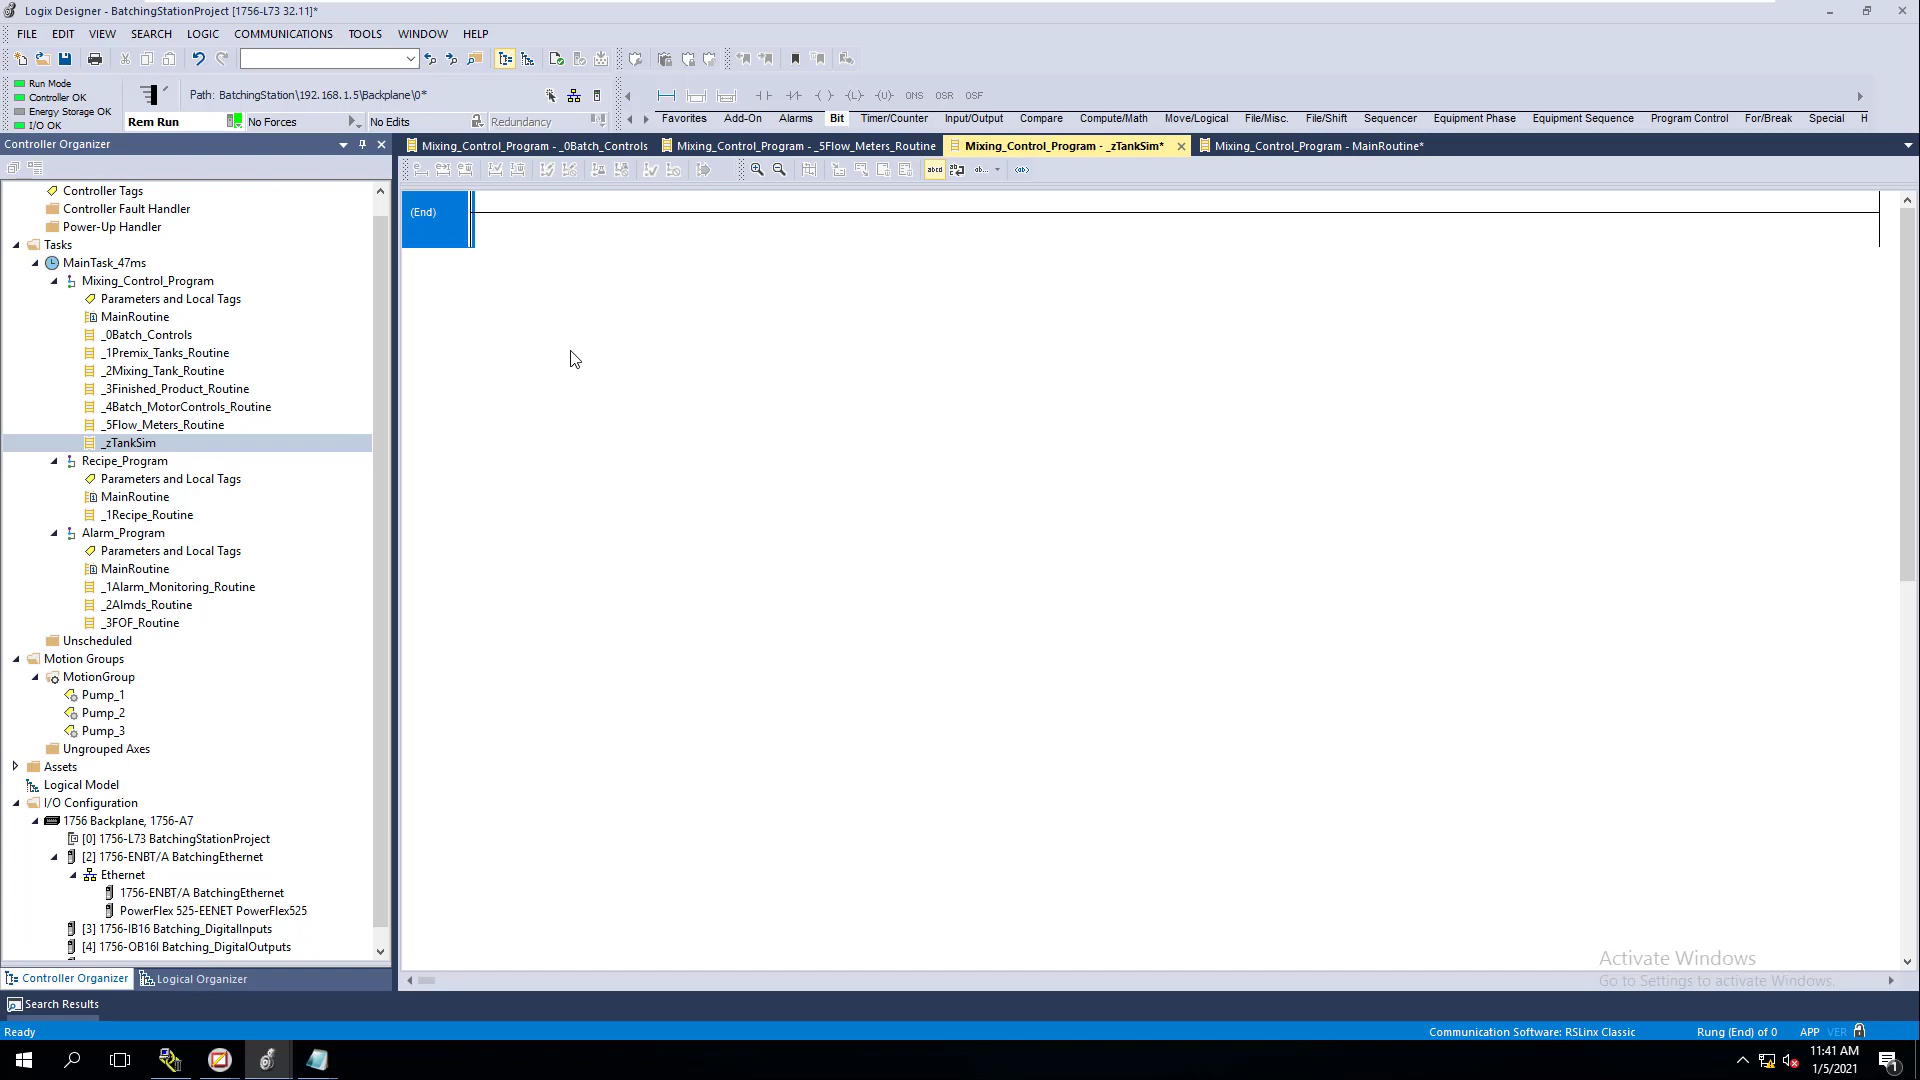 Logix Designer - BatchingStationProject [1756-L73 32.11]*
FILE EDIT VIEW SEARCH LOGIC COMMUNICATIONS TOOLS WINDOW HELP
Run Mode
Controller OK
Energy Storage OK
I/O OK
Path: BatchingStation\192.168.1.5\Backplane\0*
Rem Run No Forces No Edits Redundancy
ONS OSR OSF
Favorites Add-On Alarms Bit Timer/Counter Input/Output Compare Compute/Math Move/Logical File/Misc. File/Shift Sequencer Equipment Phase Equipment Sequence Program Control For/Break Special H
Controller Organizer
Mixing_Control_Program - _0Batch_Controls Mixing_Control_Program - _5Flow_Meters_Routine Mixing_Control_Program - _zTankSim* Mixing_Control_Program - MainRoutine*
(End)
Controller Tags
Controller Fault Handler
Power-Up Handler
Tasks
MainTask_47ms
Mixing_Control_Program
Parameters and Local Tags
MainRoutine
_0Batch_Controls
_1Premix_Tanks_Routine
_2Mixing_Tank_Routine
_3Finished_Product_Routine
_4Batch_MotorControls_Routine
_5Flow_Meters_Routine
_zTankSim
Recipe_Program
Parameters and Local Tags
MainRoutine
_1Recipe_Routine
Alarm_Program
Parameters and Local Tags
MainRoutine
_1Alarm_Monitoring_Routine
_2Almds_Routine
_3FOF_Routine
Unscheduled
Motion Groups
MotionGroup
Pump_1
Pump_2
Pump_3
Ungrouped Axes
Assets
Logical Model
I/O Configuration
1756 Backplane, 1756-A7
[0] 1756-L73 BatchingStationProject
[2] 1756-ENBT/A BatchingEthernet
Ethernet
1756-ENBT/A BatchingEthernet
PowerFlex 525-EENET PowerFlex525
[3] 1756-IB16 Batching_DigitalInputs
[4] 1756-OB16I Batching_DigitalOutputs
Controller Organizer Logical Organizer
Activate Windows
Go to Settings to activate Windows.
Search Results
Ready Communication Software: RSLinx Classic Rung (End) of 0 APP VER
11:41 AM
1/5/2021
1